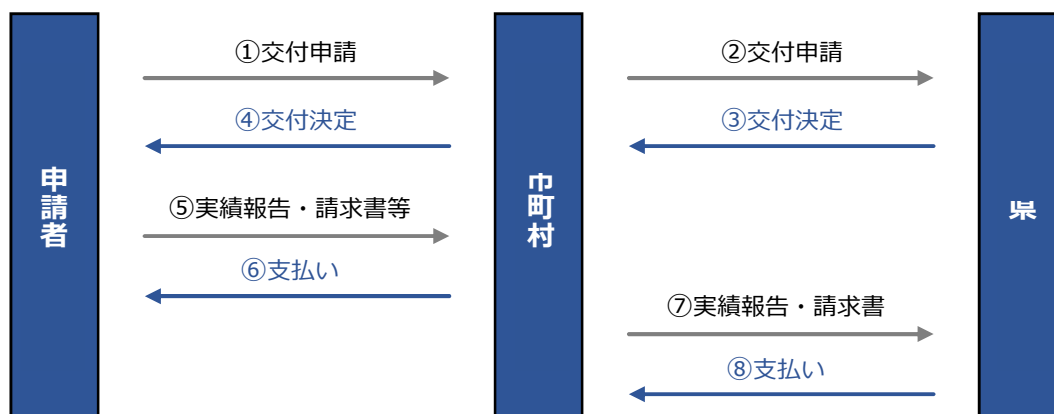 ①交付申請
②交付申請
④交付決定
③交付決定
申請者
市町村
県
⑤実績報告・請求書等
⑥支払い
⑦実績報告・請求書
⑧支払い